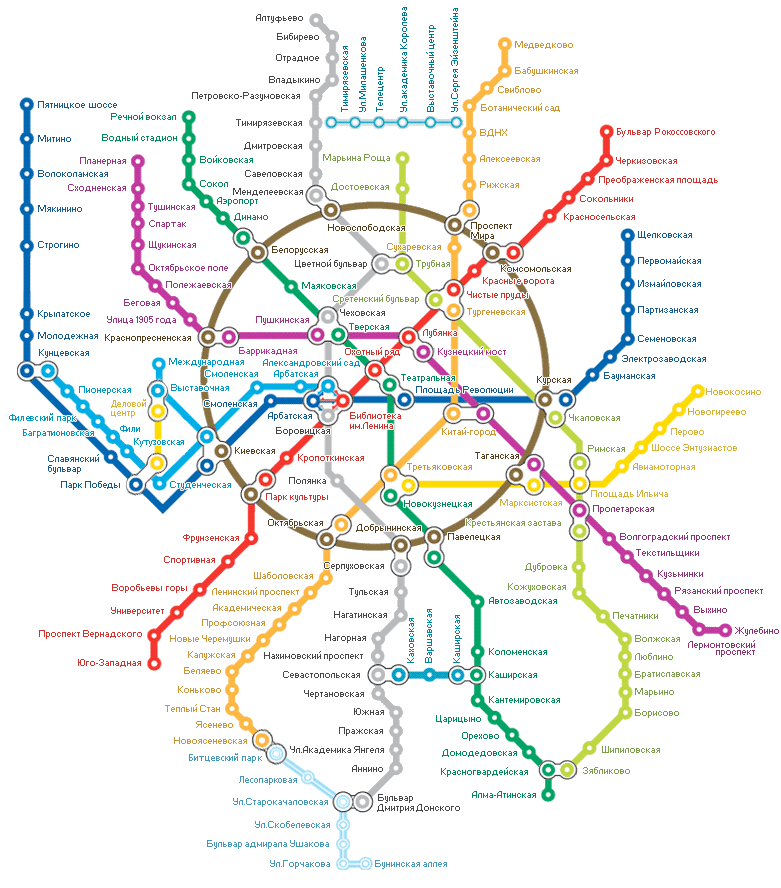 Алтуфьево
Бибирево
Отрадное
Владыкино
Петровско-Разумовская
Тимирязевская
Дмитровская
Савеловская
Менделеевская
Тимирязевская
Ул.Милашенкова
Телецентр
Ул.академика Королева
Выставочный центр
Ул.Сергея Эйзенштейна
Медведково
Бабушкинская
Свиблово
Ботанический сад
ВДНХ
Алексеевская
Рижская
Проспект
Мира
Пятницкое шоссе
Митино
Волоколамская
Мякинино
Строгино
Крылатское
Молодежная
Кунцевская
Речной вокзал
Водный стадион
Войковская
Сокол
Аэропорт
Динамо
Белорусская
Маяковская
Планерная
Сходненская
Тушинская
Спартак
Щукинская
Октябрьское поле
Полежаевская
Беговая
Улица 1905 года
Краснопресненская
Баррикадная
Пушкинская
Марьина Роща
Достоевская
Новослободская
Цветной бульвар
Трубная
Сухаревская
Сретенский бульвар
Чеховская
Тверская
Бульвар Рокоссовского
Черкизовская
Преображенская площадь
Сокольники
Красносельская
Комсомольская
Красные ворота
Чистые пруды
Тургеневская
Лубянка
Кузнецкий мост
Охотный ряд
Театральная
Площадь Революции
Щелковская
Первомайская
Измайловская
Партизанская
Семеновская
Электрозаводская
Бауманская
Курская
Чкаловская
Международная
Выставочная
Деловой
центр
Пионерская
Филевский парк
Багратионовская
Фили
Кутузовская
Славянский
бульвар
Парк Победы
Студенческая
Киевская
Смоленская
Смоленская
Александровский сад
Арбатская
Арбатская
Боровицкая
Библиотека
им.Ленина
Кропоткинская
Полянка
Парк культуры
Октябрьская
Добрынинская
Серпуховская
Китай-город
Третьяковская
Новокузнецкая
Павелецкая
Таганская
Марксистская
Новокосино
Новогиреево
Перово
Шоссе Энтузиастов
Авиамоторная
Римская
Площадь Ильича
Крестьянская застава
Пролетарская
Волгоградский проспект
Текстильщики
Кузьминки
Рязанский проспект
Выхино
Лермонтовский
проспект
Жулебино
Дубровка
Кожуховская
Печатники
Волжская
Люблино
Братиславская
Марьино
Борисово
Шипиловская
Зябликово
Фрунзенская
Спортивная
Воробьевы горы
Университет
Проспект Вернадского
Юго-Западная
Шаболовская
Ленинский проспект
Академическая
Профсоюзная
Новые Черемушки
Калужская
Беляево
Коньково
Теплый Стан
Ясенево
Новоясеневская
Битцевский парк
Лесопарковая
Ул.Старокачаловская
Ул.Скобелевская
Бульвар адмирала Ушакова
Ул.Горчакова
Бунинская аллея
Тульская
Нагатинская
Нагорная
Нахимовский проспект
Севастопольская
Чертановская
Южная
Пражская
Ул.Академика Янгеля
Аннино
Бульвар
Дмитрия Донского
Каховская
Варшавская
Каширская
Автозаводская
Коломенская
Каширская
Кантемировская
Царицыно
Орехово
Домодедовская
Красногвардейская
Алма-Атинская